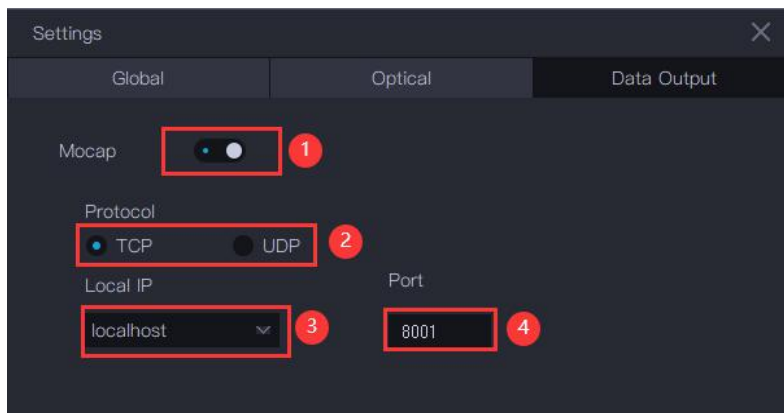 Settings
Global Optical Data Output
Mocap 1
Protocol
TCP UDP 2
Local IP Port
localhost 3 8001 4